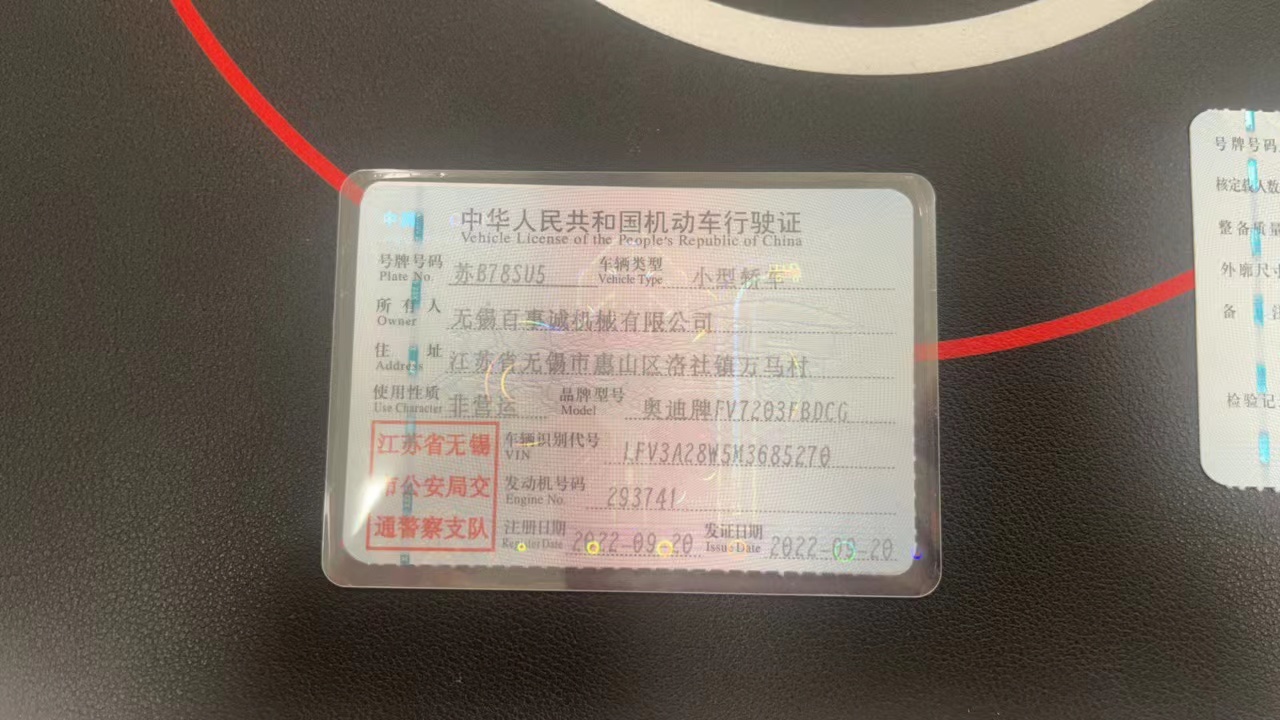 中华人民共和国机动车行驶证
Vehicle License of the People's Republic of China
号牌号码 苏B78SU5 车辆类型 小型轿车
Plate No. Vehicle Type
所有人 无锡百事诚机械有限公司
Owner
住址 江苏省无锡市惠山区洛社镇万马村
Address
使用性质 非营运 品牌型号 奥迪牌FV7203FBDCG
Use Character Model
江苏省无锡
市公安局交
通警察支队
车辆识别代号 LFV3A28W5M3685270
VIN
发动机号码 293741
Engine No.
注册日期 2022-09-20 发证日期 2022-09-20
Register Date Issue Date
号牌号码
核定载人数
整备质量
外廓尺寸
备注
检验记